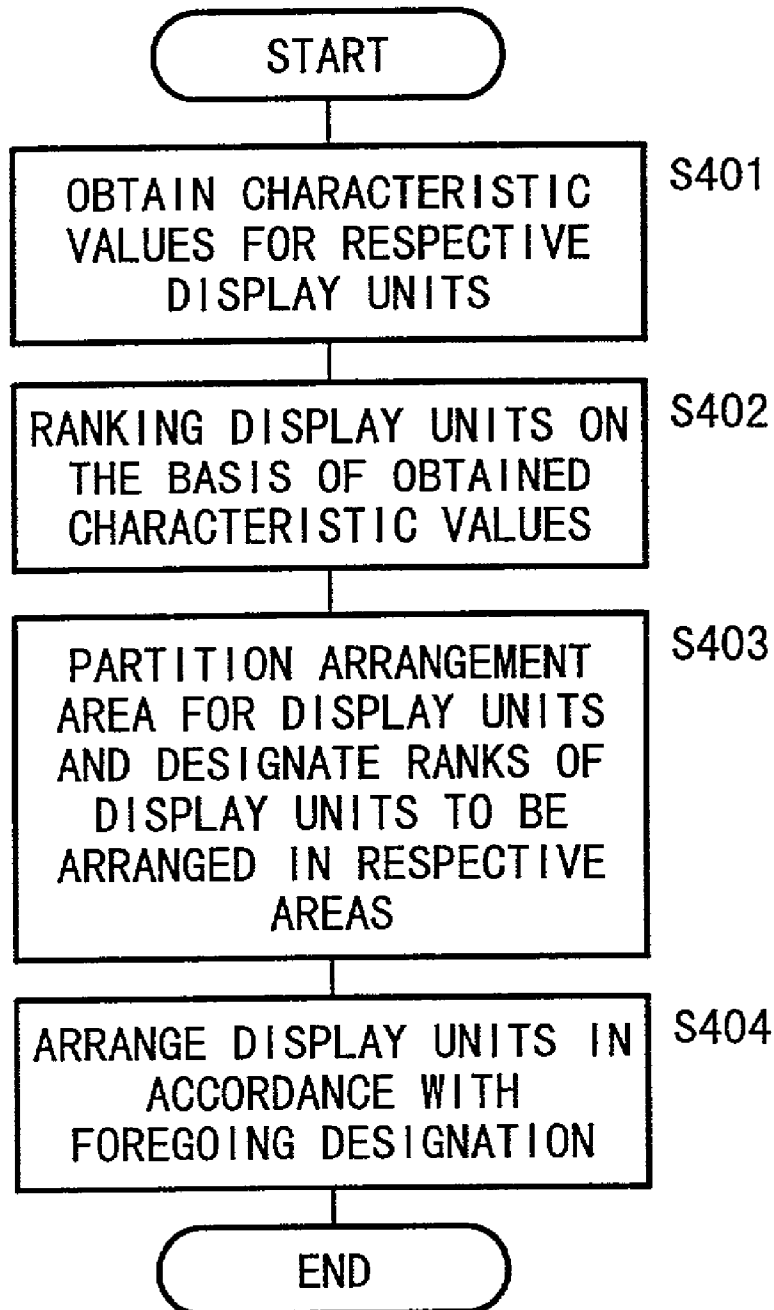 START
S401
OBTAIN CHARACTERISTIC
VALUES FOR RESPECTIVE
DISPLAY UNITS
S402
RANKING DISPLAY UNITS ON
THE BASIS OF OBTAINED
CHARACTERISTIC VALUES
S403
PARTITION ARRANGEMENT
AREA FOR DISPLAY UNITS
AND DESIGNATE RANKS OF
DISPLAY UNITS TO BE
ARRANGED IN RESPECTIVE
AREAS
S404
ARRANGE DISPLAY UNITS IN
ACCORDANCE WITH
FOREGOING DESIGNATION
END